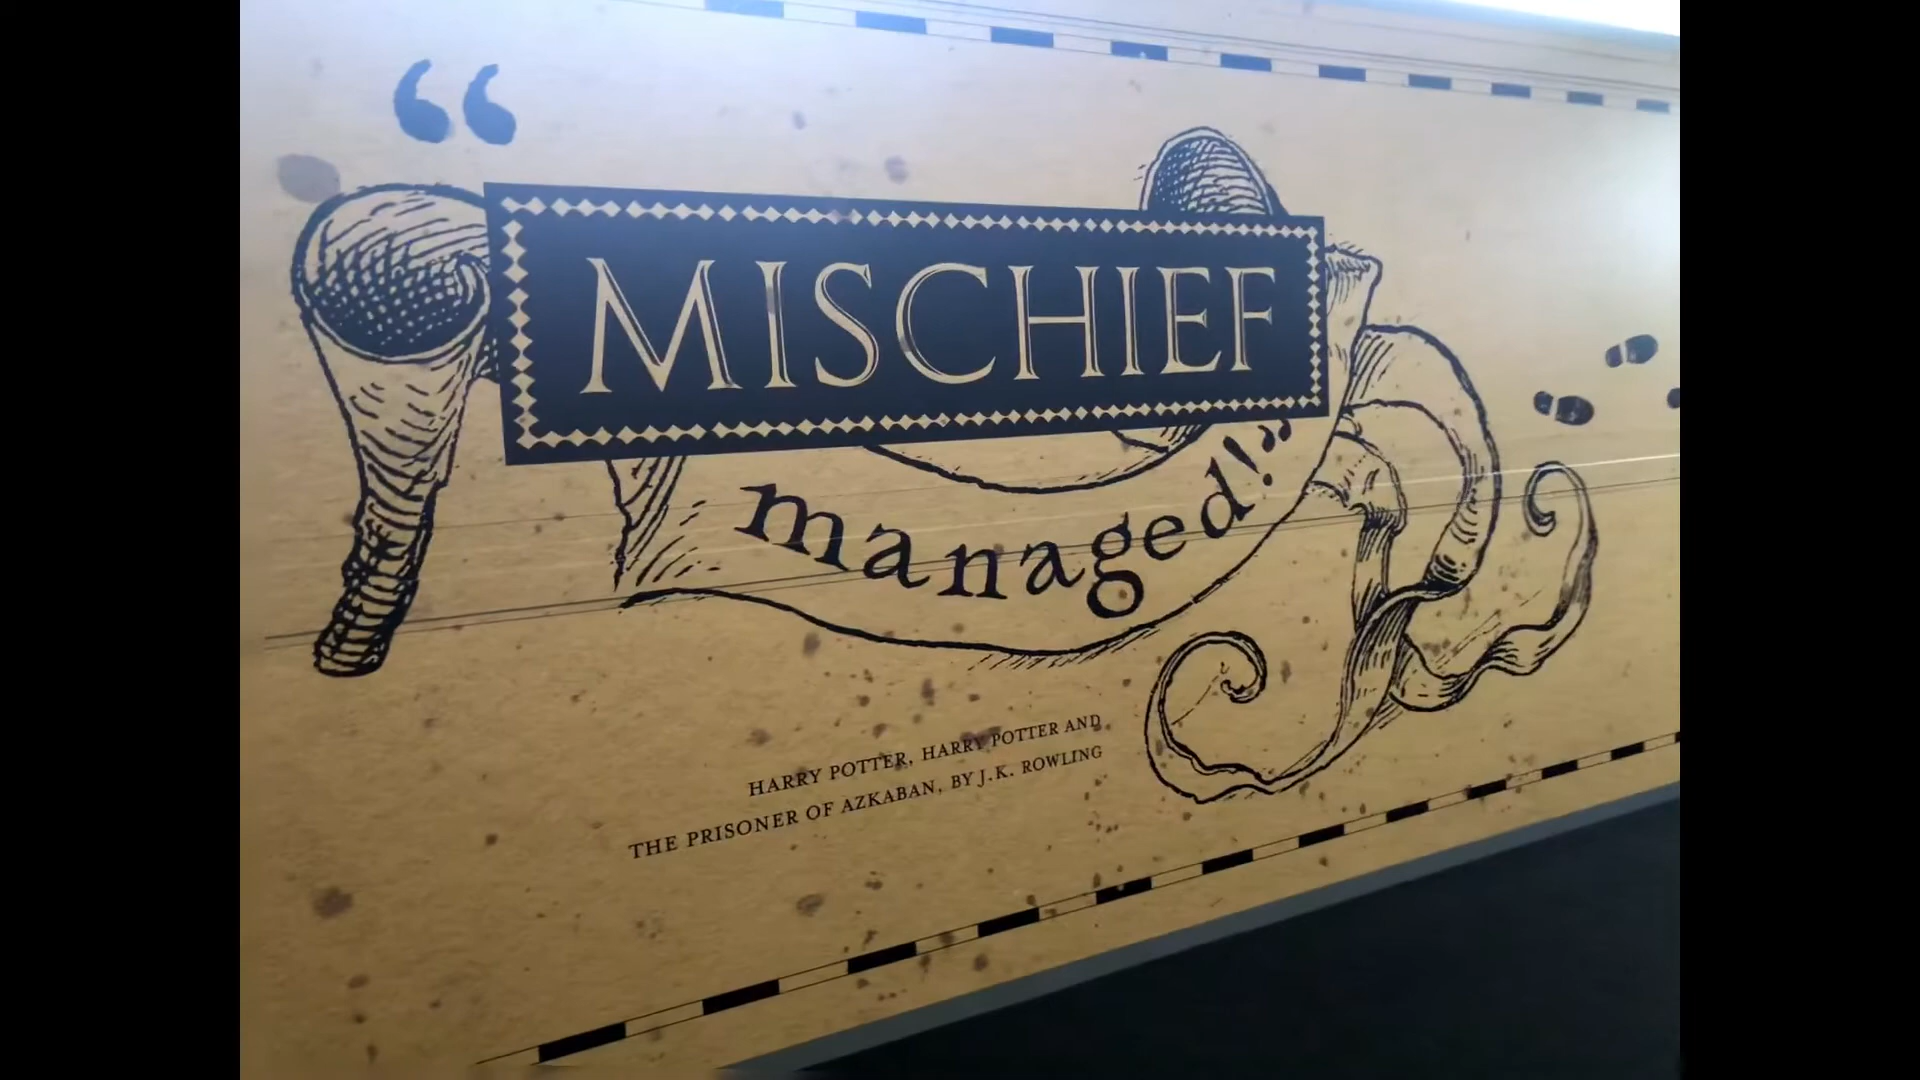 “MISCHIEF
managed!”
HARRY POTTER, HARRY POTTER AND
THE PRISONER OF AZKABAN, BY J.K. ROWLING